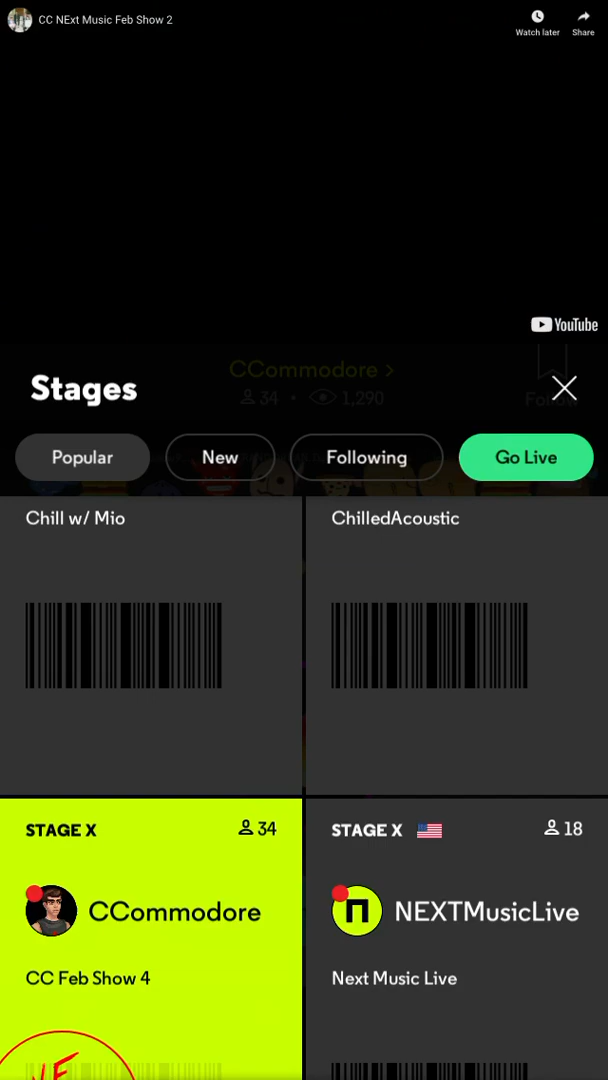 CC NExt Music Feb Show 2
Watch later
Share
YouTube
CCommodore >
34 • 1,290
Follow
Stages
Popular
New
Following
Go Live
Chill w/ Mio
ChilledAcoustic
STAGE X
34
STAGE X
18
CCommodore
NEXTMusicLive
CC Feb Show 4
Next Music Live